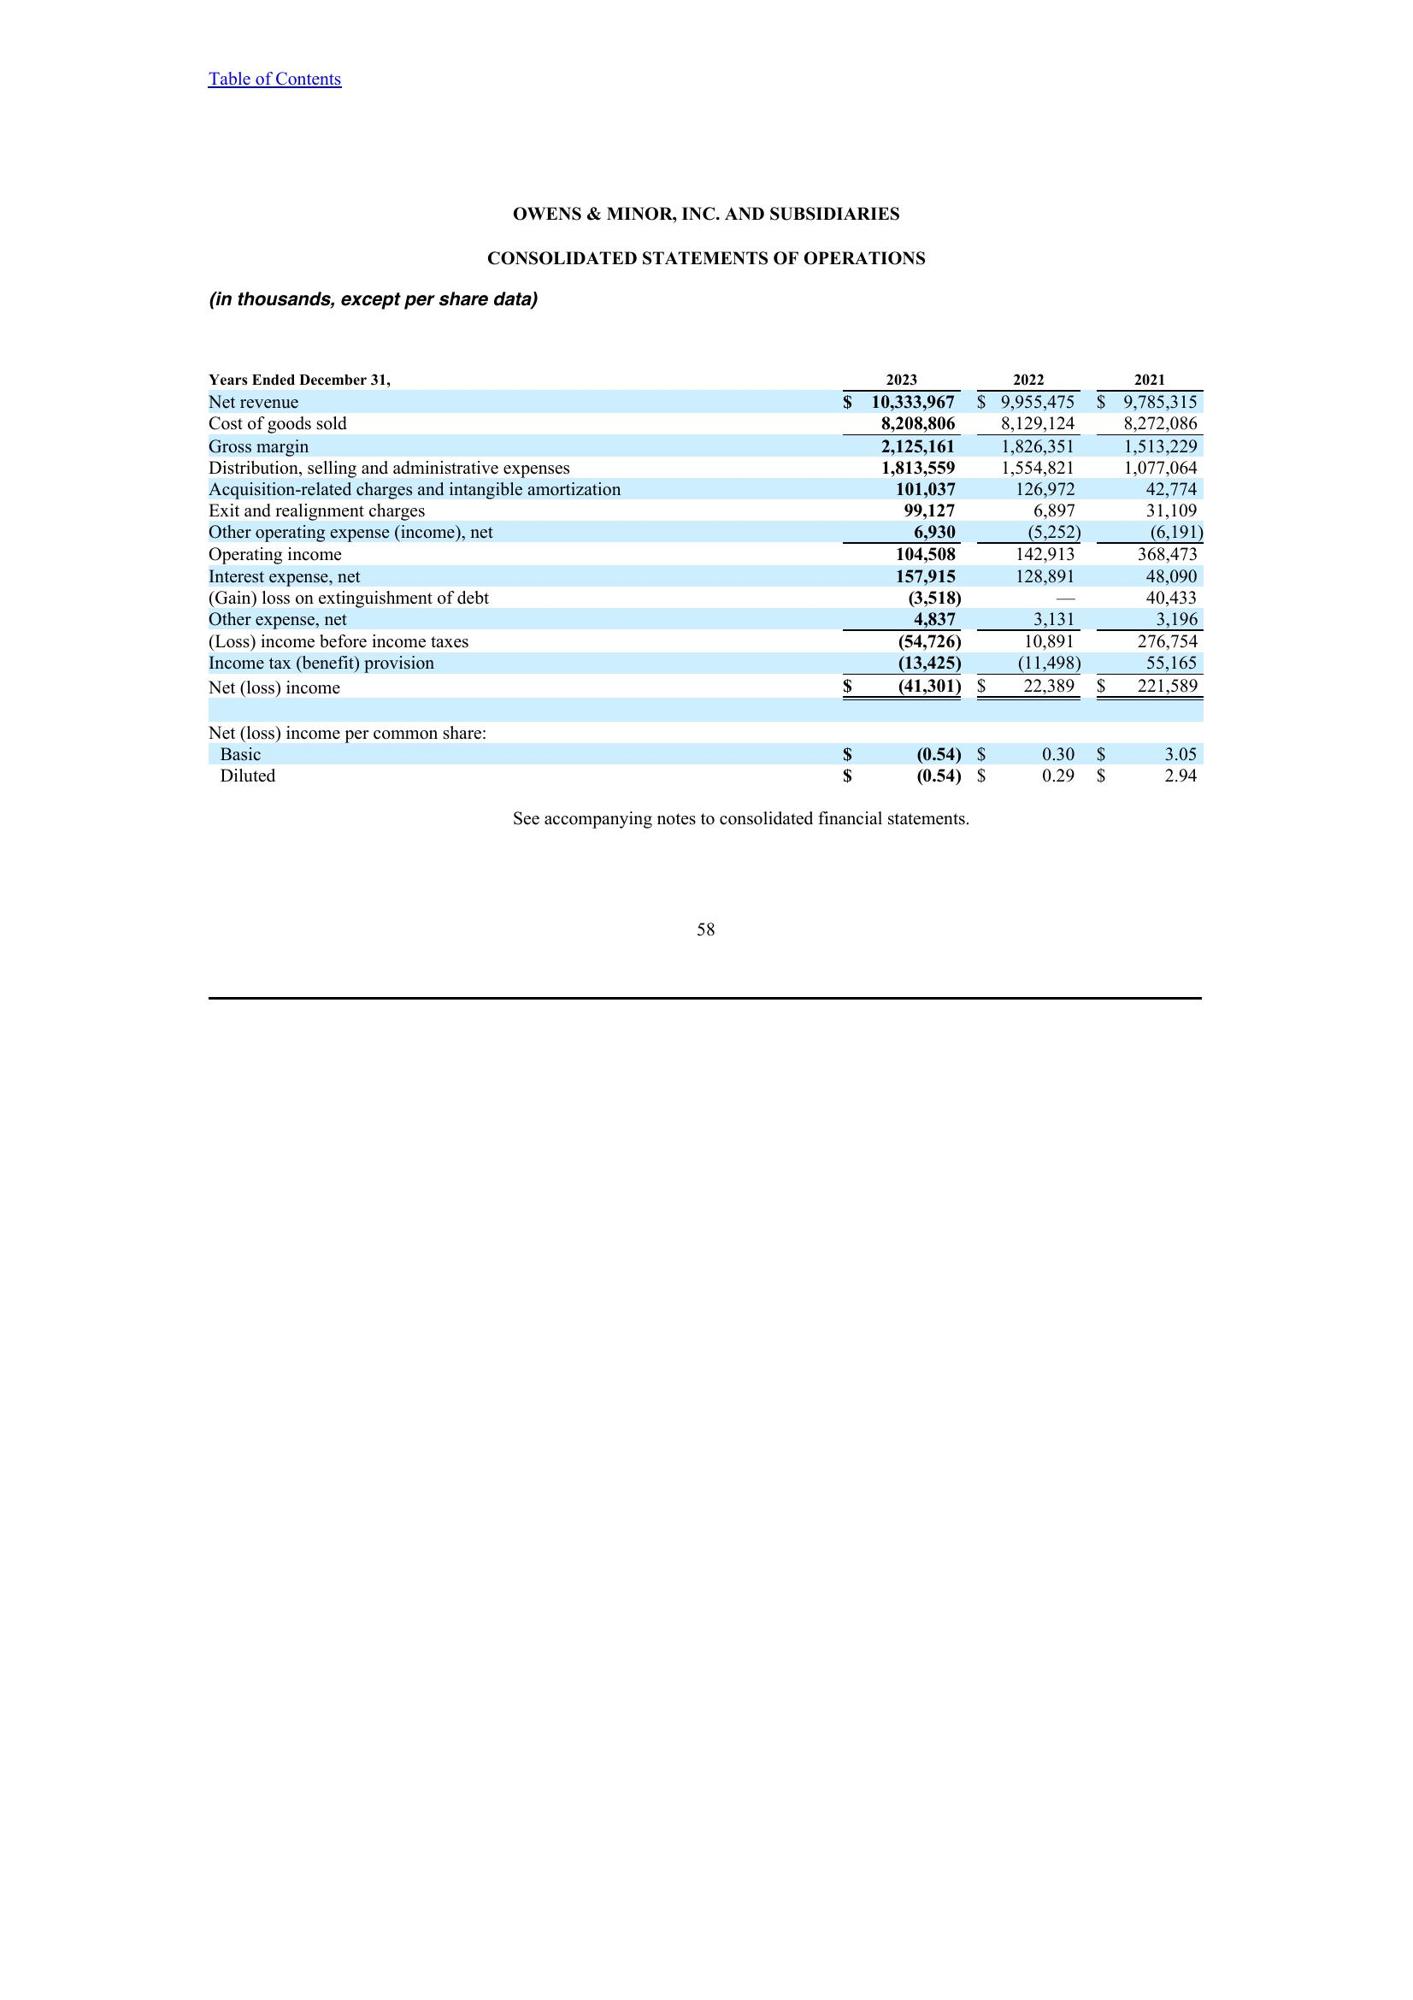 Table of Contents
OWENS & MINOR, INC. AND SUBSIDIARIES
CONSOLIDATED STATEMENTS OF OPERATIONS
(in thousands, except per share data)
Years Ended December 31, 2023 2022 2021
Net revenue $ 10,333,967 $ 9,955,475 $ 9,785,315
Cost of goods sold 8,208,806 8,129,124 8,272,086
Gross margin 2,125,161 1,826,351 1,513,229
Distribution, selling and administrative expenses 1,813,559 1,554,821 1,077,064
Acquisition-related charges and intangible amortization 101,037 126,972 42,774
Exit and realignment charges 99,127 6,897 31,109
Other operating expense (income), net 6,930 (5,252) (6,191)
Operating income 104,508 142,913 368,473
Interest expense, net 157,915 128,891 48,090
(Gain) loss on extinguishment of debt (3,518) — 40,433
Other expense, net 4,837 3,131 3,196
(Loss) income before income taxes (54,726) 10,891 276,754
Income tax (benefit) provision (13,425) (11,498) 55,165
Net (loss) income $ (41,301) $ 22,389 $ 221,589
Net (loss) income per common share:
Basic $ (0.54) $ 0.30 $ 3.05
Diluted $ (0.54) $ 0.29 $ 2.94
See accompanying notes to consolidated financial statements.
58